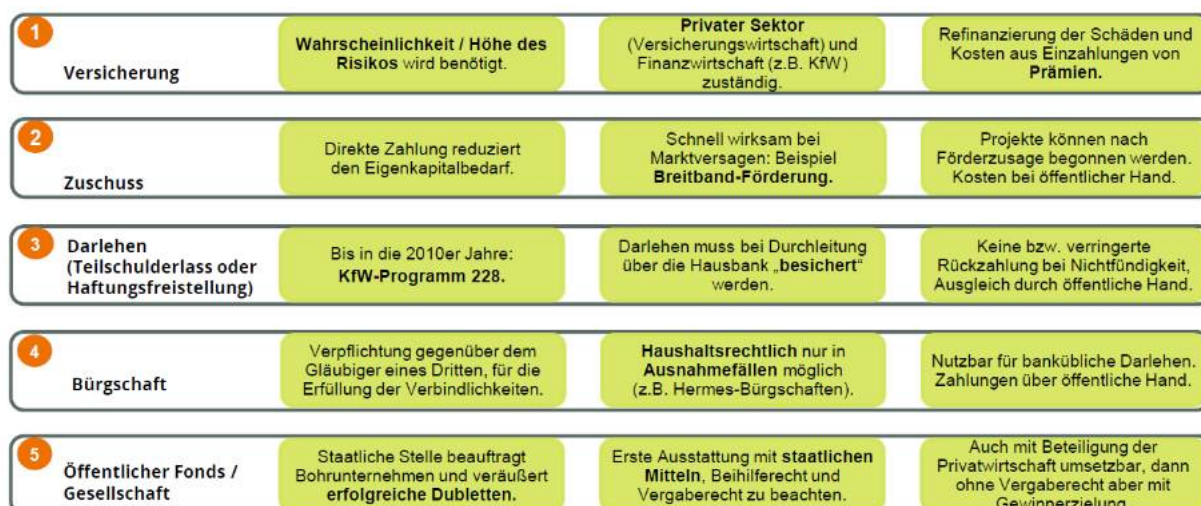 1
Versicherung
Wahrscheinlichkeit / Höhe des
Risikos wird benötigt.
Privater Sektor
(Versicherungswirtschaft) und
Finanzwirtschaft (z.B. KfW)
zuständig.
Refinanzierung der Schäden und
Kosten aus Einzahlungen von
Prämien.
2
Zuschuss
Direkte Zahlung reduziert
den Eigenkapitalbedarf.
Schnell wirksam bei
Marktversagen: Beispiel
Breitband-Förderung.
Projekte können nach
Förderzusage begonnen werden.
Kosten bei öffentlicher Hand.
3
Darlehen
(Teilschulderlass oder
Haftungsfreistellung)
Bis in die 2010er Jahre:
KfW-Programm 228.
Darlehen muss bei Durchleitung
über die Hausbank „besichert“
werden.
Keine bzw. verringerte
Rückzahlung bei Nichtfündigkeit,
Ausgleich durch öffentliche Hand.
4
Bürgschaft
Verpflichtung gegenüber dem
Gläubiger eines Dritten, für die
Erfüllung der Verbindlichkeiten.
Haushaltsrechtlich nur in
Ausnahmefällen möglich
(z.B. Hermes-Bürgschaften).
Nutzbar für bankübliche Darlehen.
Zahlungen über öffentliche Hand.
5
Öffentlicher Fonds /
Gesellschaft
Staatliche Stelle beauftragt
Bohrunternehmen und veräußert
erfolgreiche Dubletten.
Erste Ausstattung mit staatlichen
Mitteln, Beihilferecht und
Vergaberecht zu beachten.
Auch mit Beteiligung der
Privatwirtschaft umsetzbar, dann
ohne Vergaberecht aber mit
Gewinnerzielung